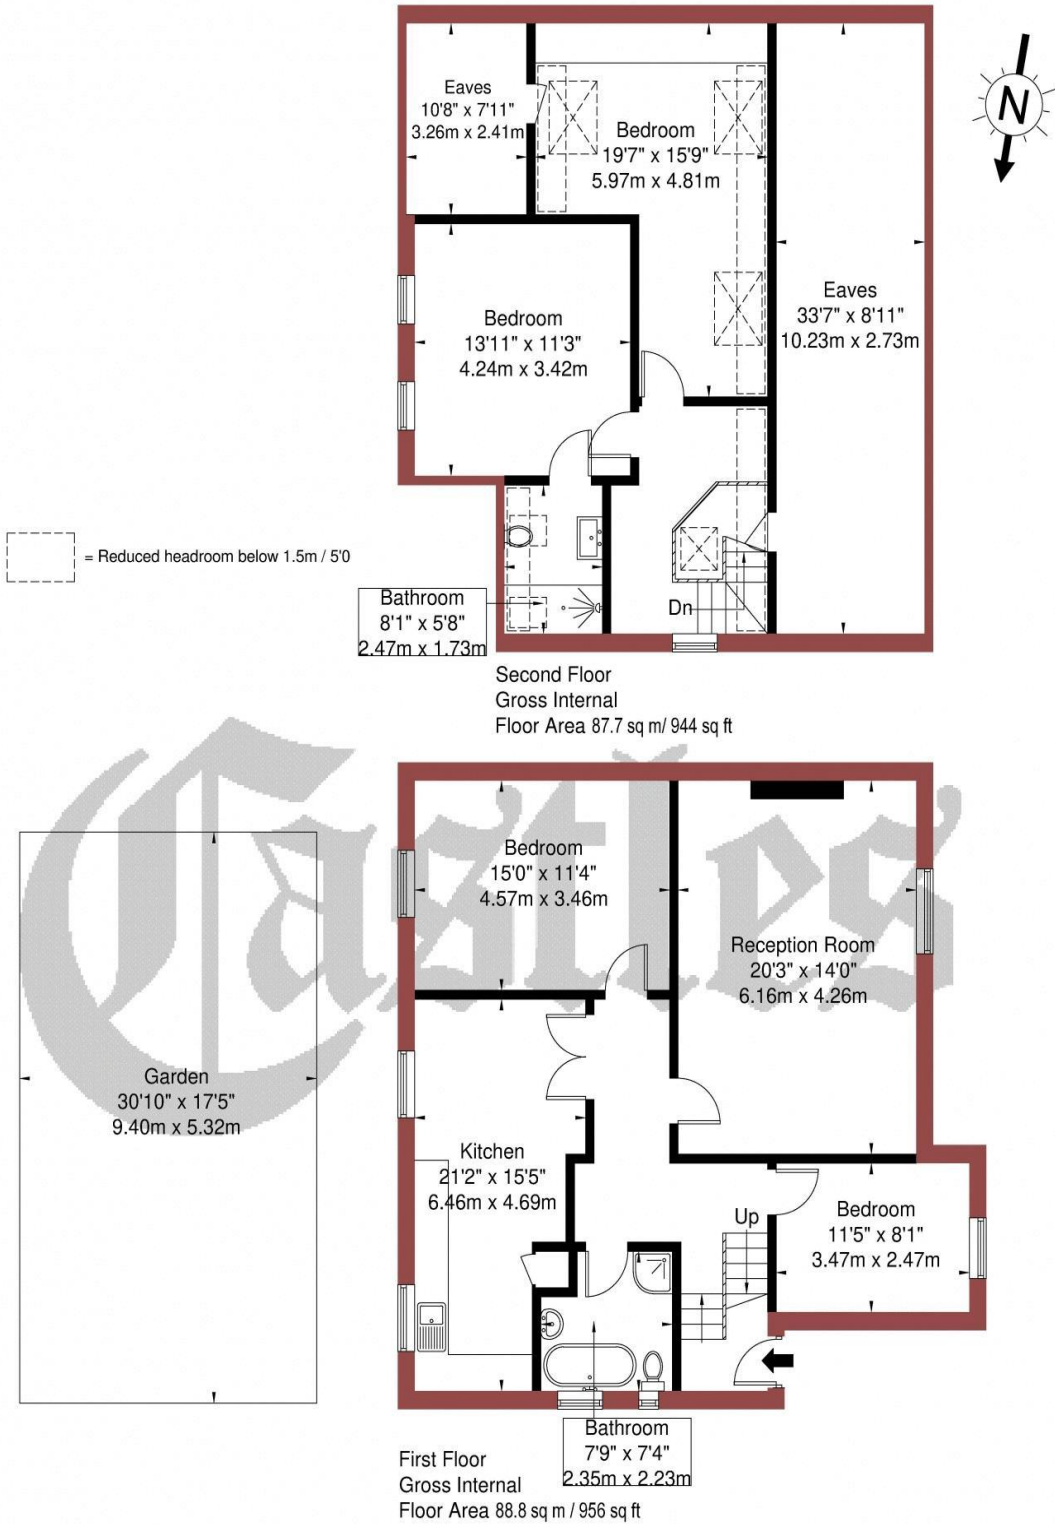 Eaves
10'8" x 7'11"
3.26m x 2.41m
Bedroom
19'7" x 15'9"
5.97m x 4.81m
N
Bedroom
13'11" x 11'3"
4.24m x 3.42m
Eaves
33'7" x 8'11"
10.23m x 2.73m
= Reduced headroom below 1.5m / 5'0
Dn
Bathroom
8'1" x 5'8"
2.47m x 1.73m
Second Floor
Gross Internal
Floor Area 87.7 sq m/ 944 sq ft
Castles
Bedroom
15'0" x 11'4"
4.57m x 3.46m
Reception Room
20'3" x 14'0"
6.16m x 4.26m
Garden
30'10" x 17'5"
9.40m x 5.32m
Kitchen
21'2" x 15'5"
6.46m x 4.69m
Up
Bedroom
11'5" x 8'1"
3.47m x 2.47m
Bathroom
7'9" x 7'4"
2.35m x 2.23m
First Floor
Gross Internal
Floor Area 88.8 sq m / 956 sq ft